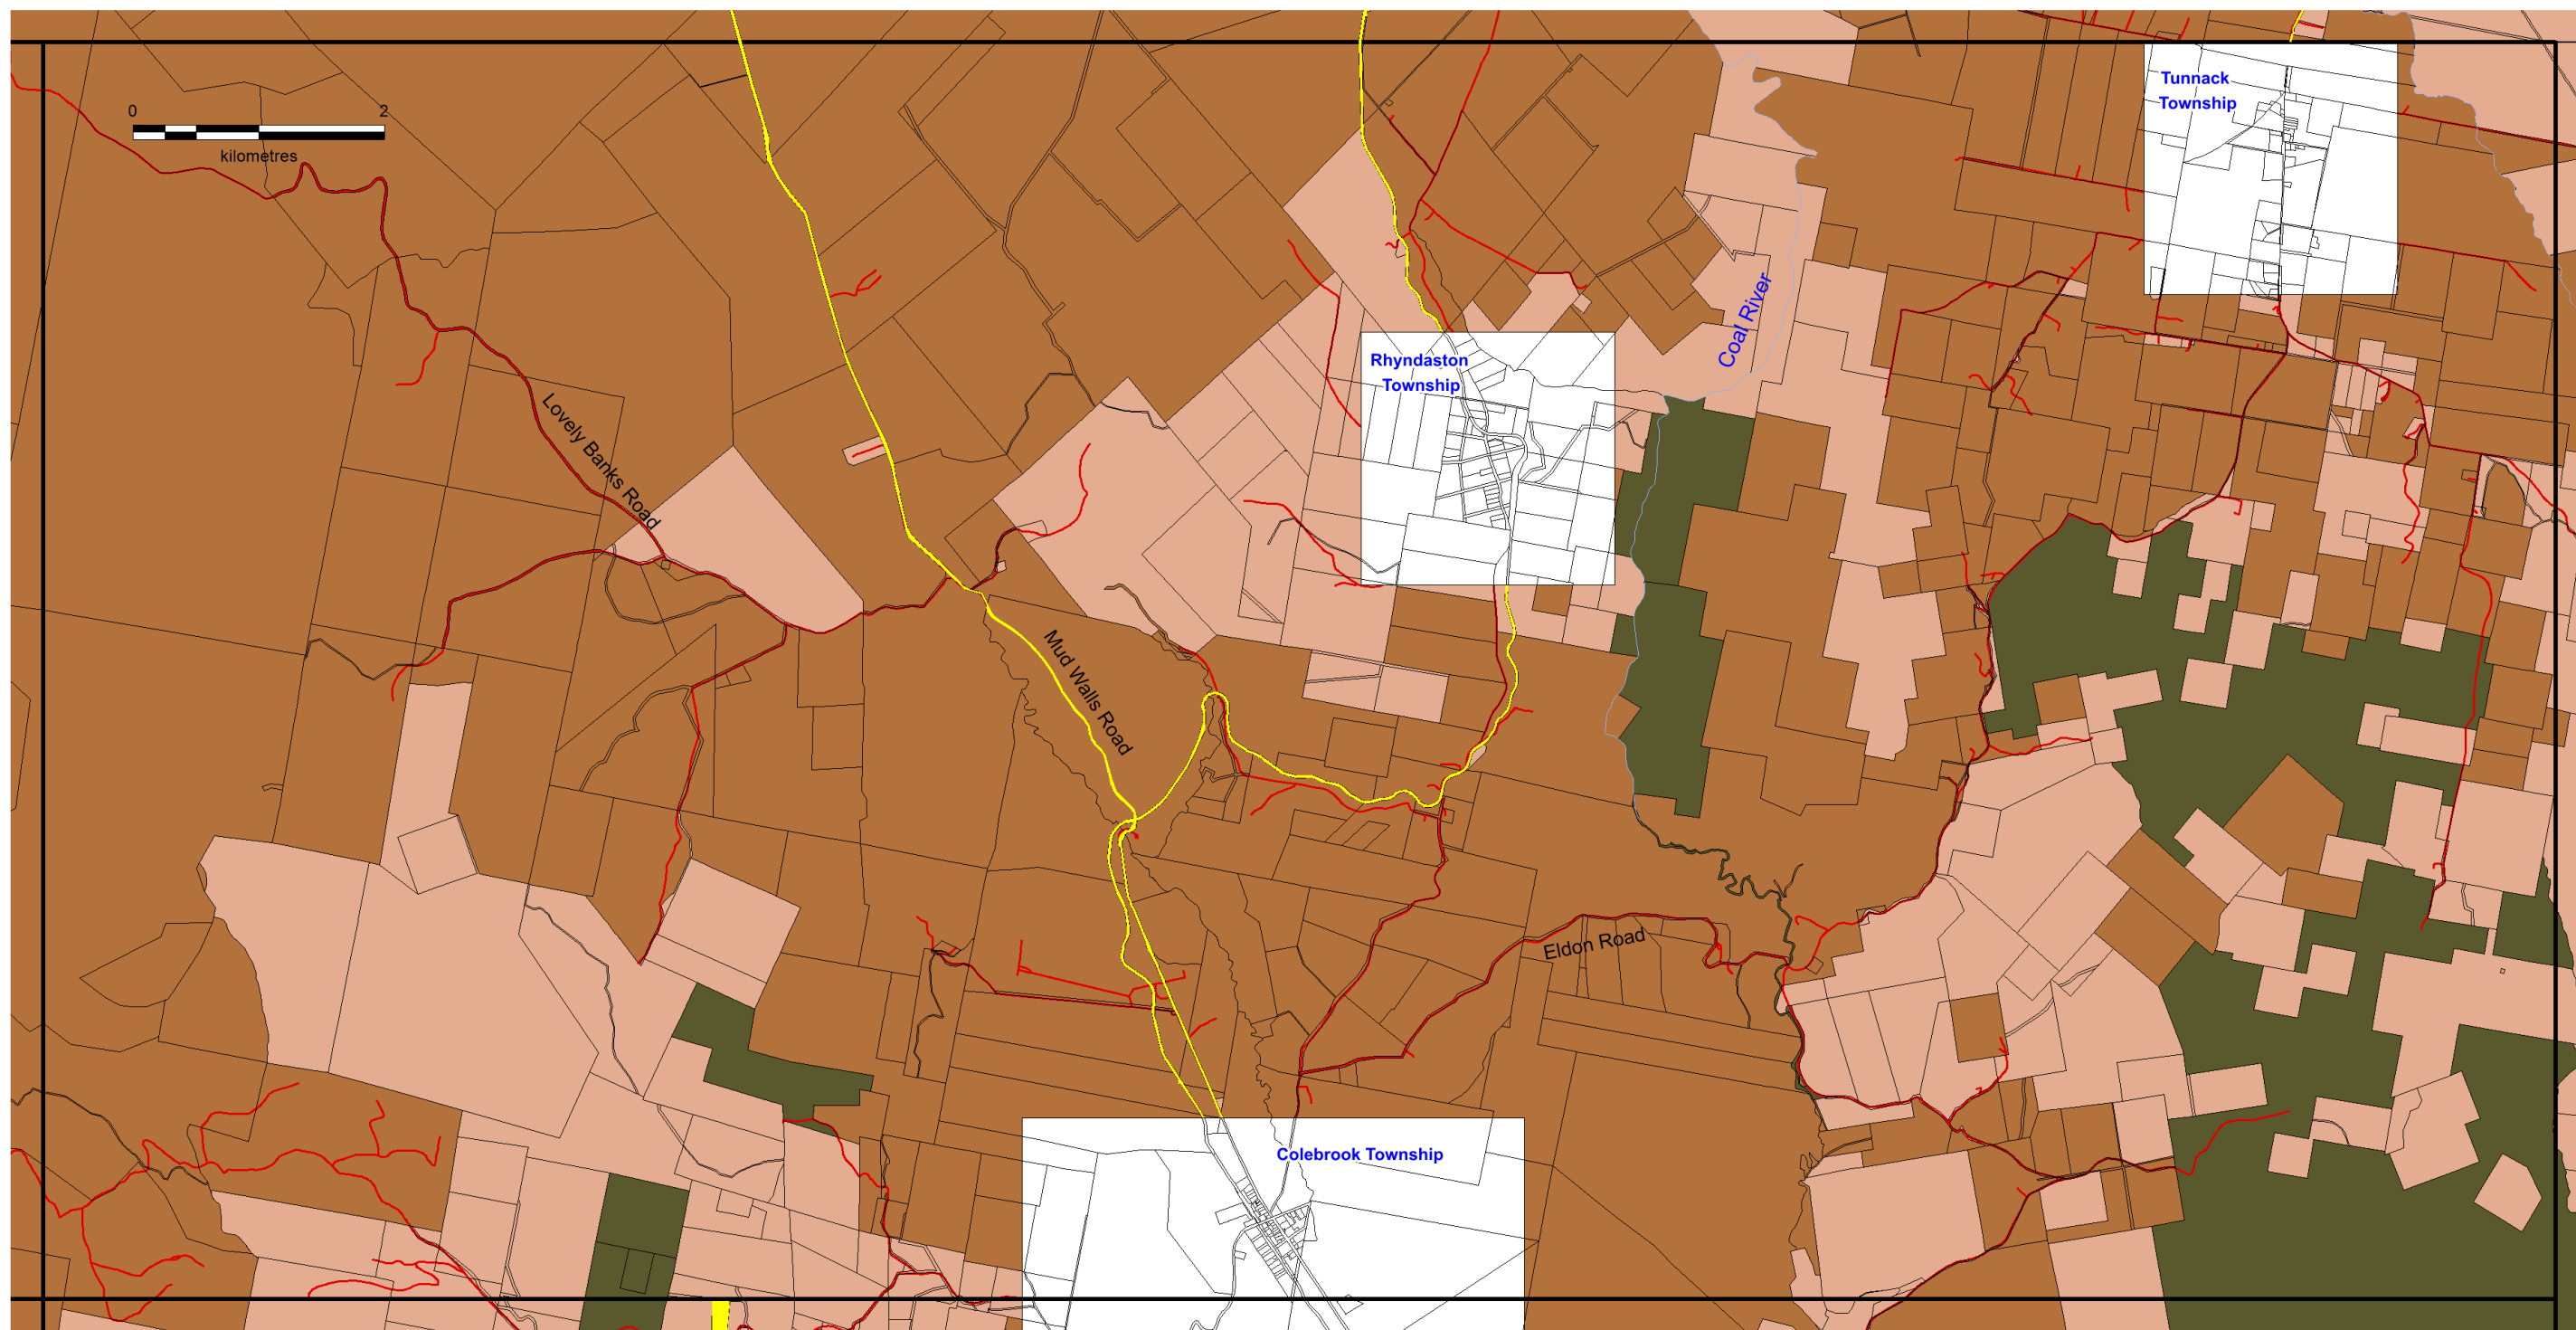 Tunnack
Township
0 2
kilometres
Coal River
Rhyndaston
Township
Lovely Banks Road
Mud Walls Road
Eldon Road
Colebrook Township